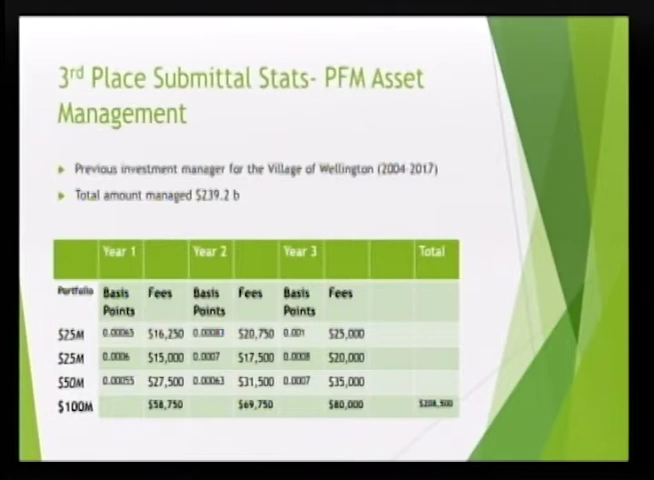 3rd Place Submittal Stats- PFM Asset
Management
Previous investment manager for the Village of Wellington (2004-2017)
Total amount managed $239.2 b
Year 1 Year 2 Year 3 Total
Portfolio Basis Points Fees Basis Points Fees Basis Points Fees
$25M 0.00065 $16,250 0.00083 $20,750 0.001 $25,000
$25M 0.0006 $15,000 0.0007 $17,500 0.0008 $20,000
$50M 0.00055 $27,500 0.00063 $31,500 0.0007 $35,000
$100M $58,750 $69,750 $80,000 $208,500